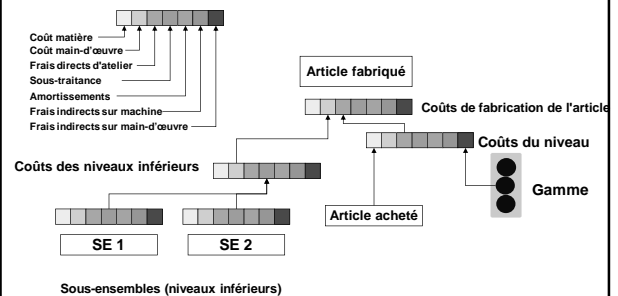 Coût matière
Coût main-d'œuvre
Frais directs d'atelier
Sous-traitance
Amortissements
Frais indirects sur machine
Frais indirects sur main-d'œuvre
Article fabriqué
Coûts de fabrication de l'article
Coûts du niveau
Coûts des niveaux inférieurs
Gamme
Article acheté
SE 1
SE 2
Sous-ensembles (niveaux inférieurs)